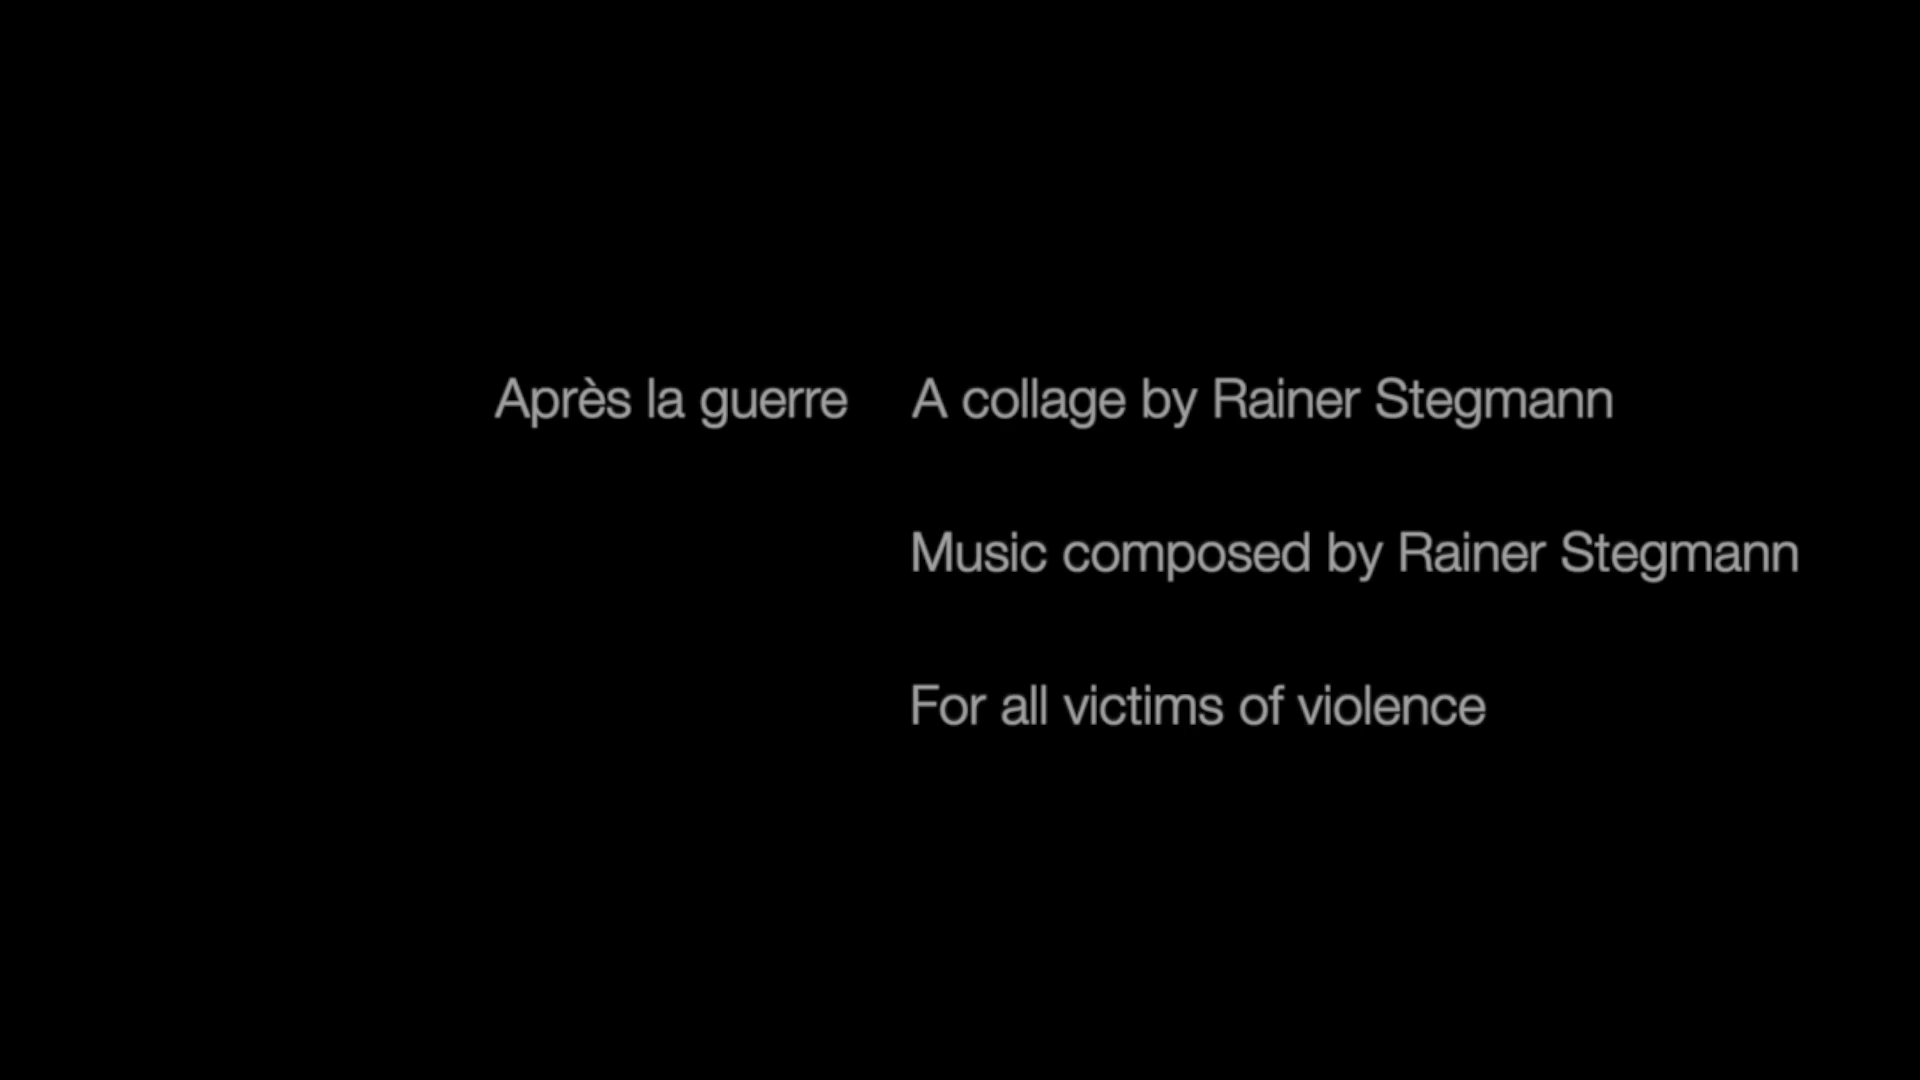 Après la guerre A collage by Rainer Stegmann
Music composed by Rainer Stegmann
For all victims of violence